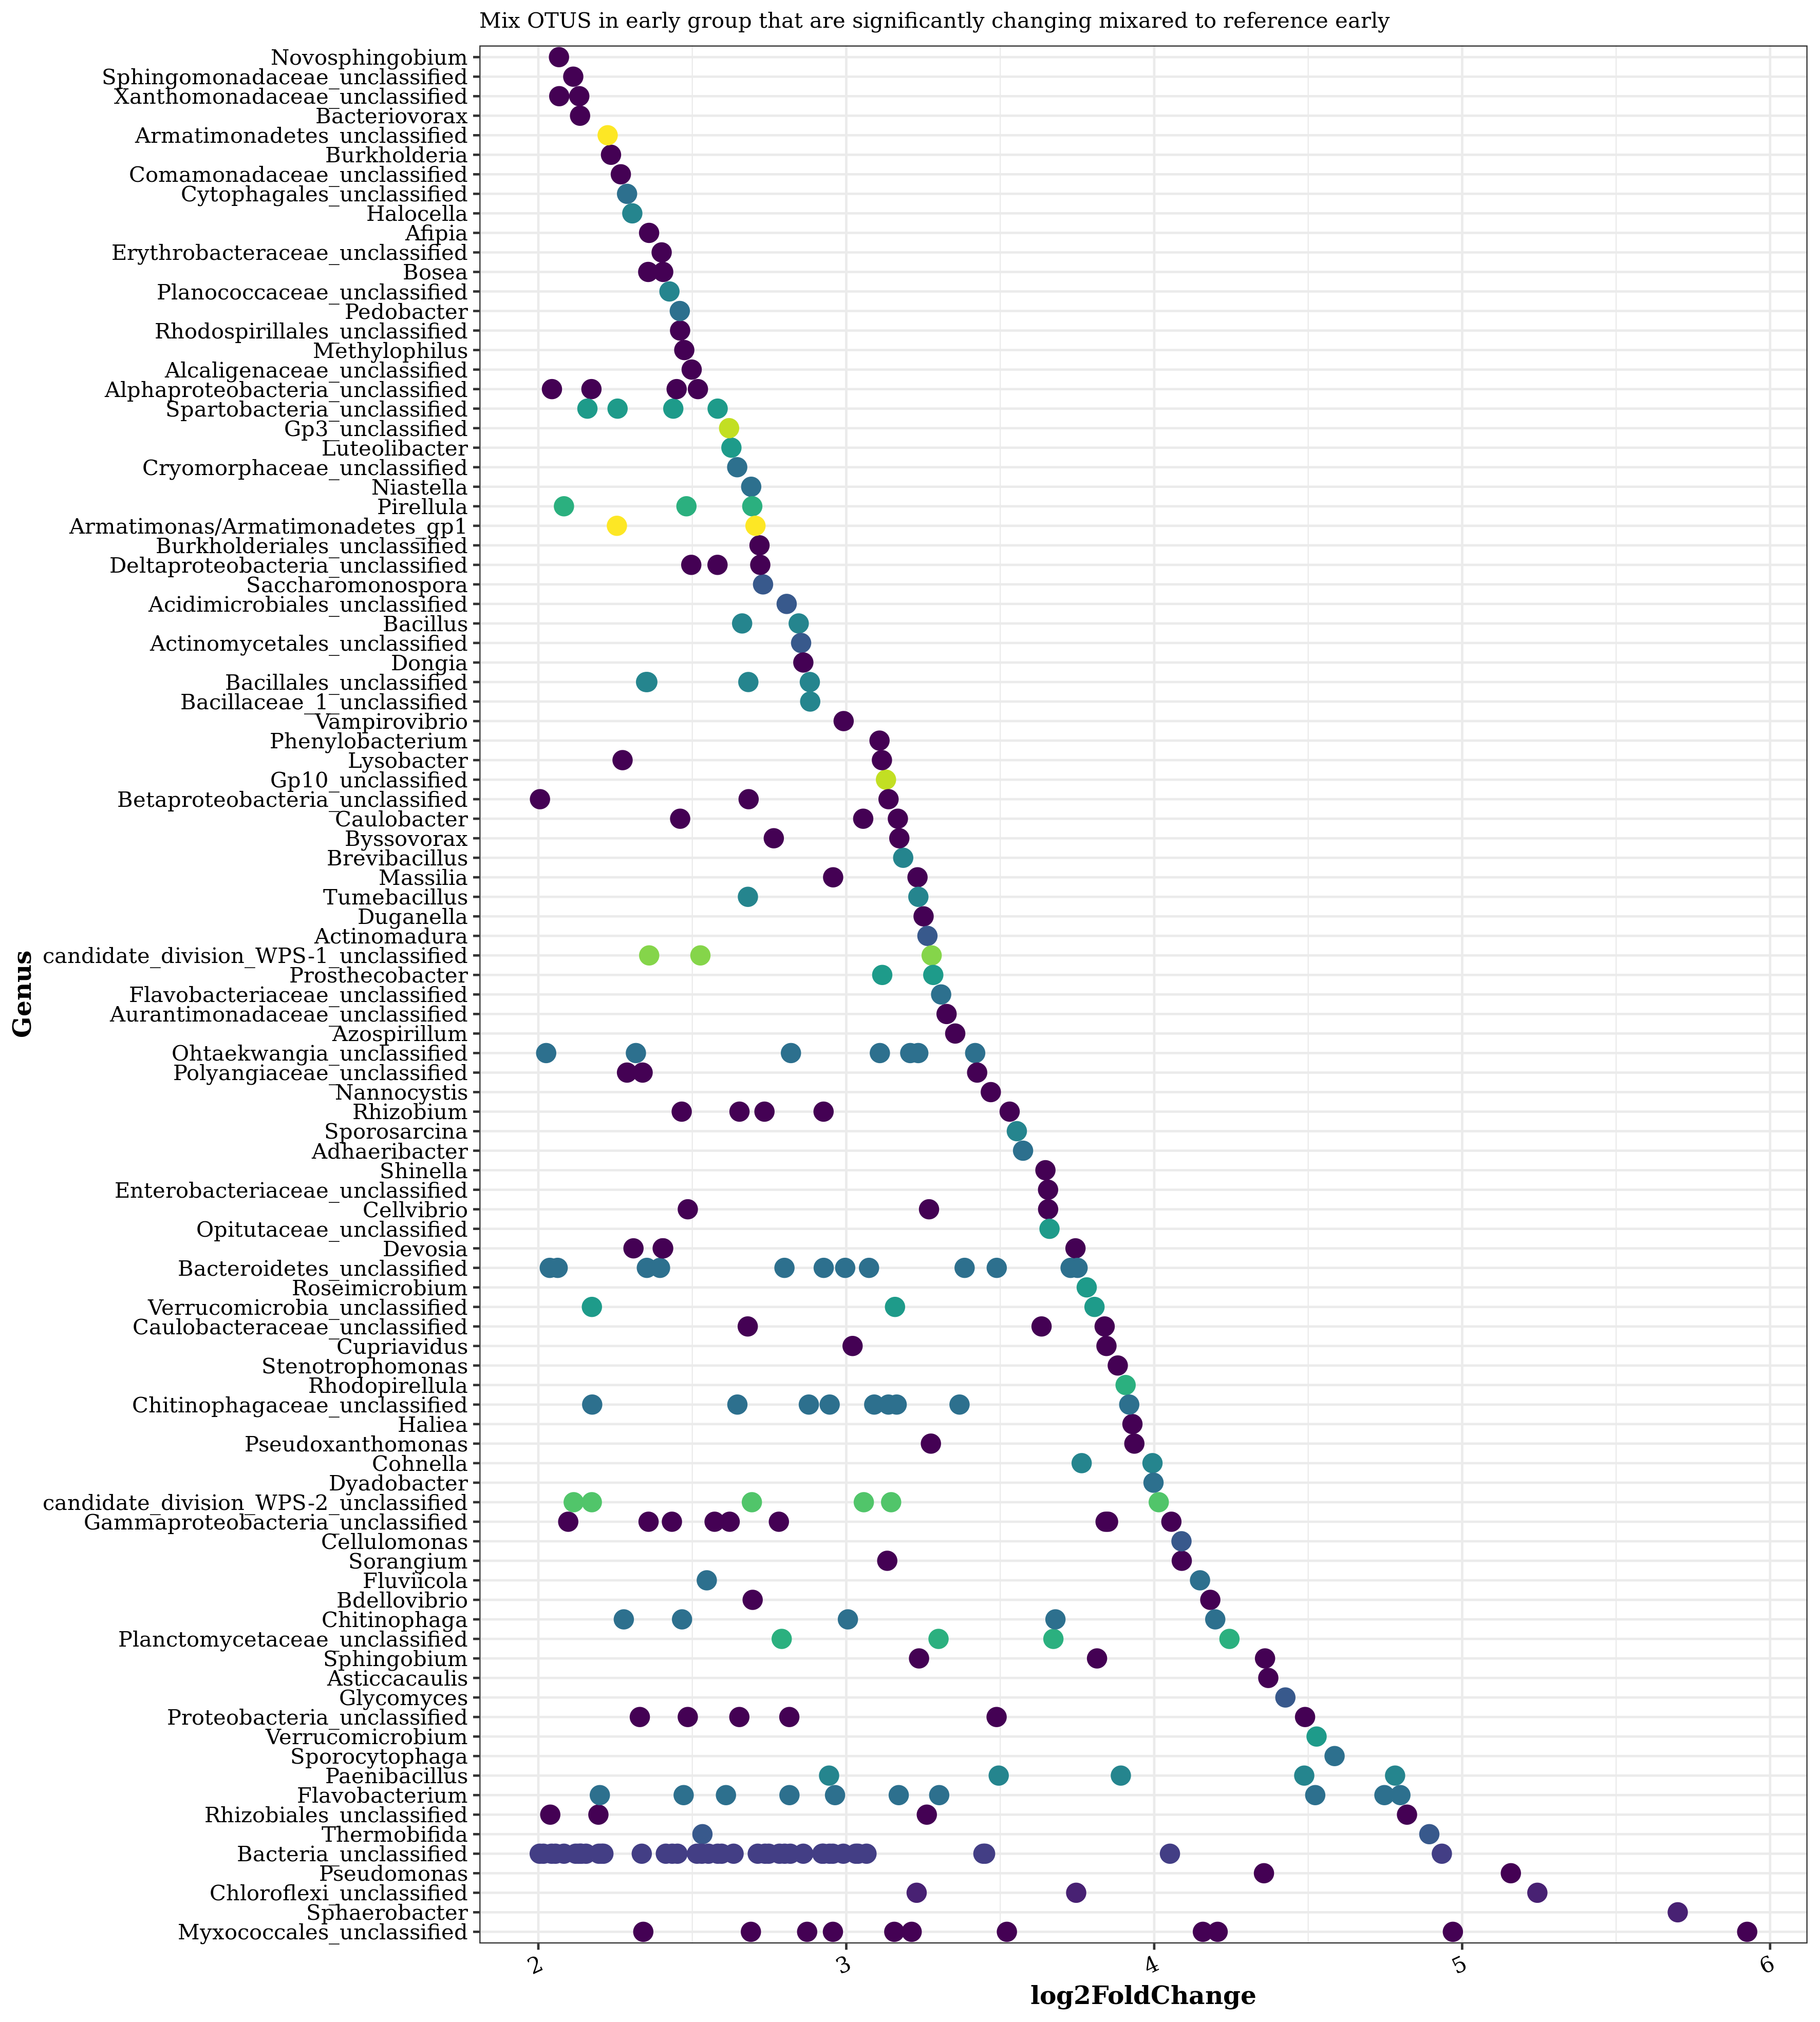 Mix OTUS in early group that are significantly changing mixared to reference early
Novosphingobium
Sphingomonadaceae_unclassified
Xanthomonadaceae_unclassified
Bacteriovorax
Armatimonadetes_unclassified
Burkholderia
Comamonadaceae_unclassified
Cytophagales_unclassified
Halocella
Afipia
Erythrobacteraceae_unclassified
Bosea
Planococcaceae_unclassified
Pedobacter
Rhodospirillales_unclassified
Methylophilus
Alcaligenaceae_unclassified
Alphaproteobacteria_unclassified
Spartobacteria_unclassified
Gp3_unclassified
Luteolibacter
Cryomorphaceae_unclassified
Niastella
Pirellula
Armatimonas/Armatimonadetes_gp1
Burkholderiales_unclassified
Deltaproteobacteria_unclassified
Saccharomonospora
Acidimicrobiales_unclassified
Bacillus
Actinomycetales_unclassified
Dongia
Bacillales_unclassified
Bacillaceae_1_unclassified
Vampirovibrio
Phenylobacterium
Lysobacter
Gp10_unclassified
Betaproteobacteria_unclassified
Caulobacter
Byssovorax
Brevibacillus
Massilia
Tumebacillus
Duganella
Actinomadura
candidate_division_WPS-1_unclassified
Prosthecobacter
Flavobacteriaceae_unclassified
Aurantimonadaceae_unclassified
Azospirillum
Ohtaekwangia_unclassified
Polyangiaceae_unclassified
Nannocystis
Rhizobium
Sporosarcina
Adhaeribacter
Shinella
Enterobacteriaceae_unclassified
Cellvibrio
Opitutaceae_unclassified
Devosia
Bacteroidetes_unclassified
Roseimicrobium
Verrucomicrobia_unclassified
Caulobacteraceae_unclassified
Cupriavidus
Stenotrophomonas
Rhodopirellula
Chitinophagaceae_unclassified
Haliea
Pseudoxanthomonas
Cohnella
Dyadobacter
candidate_division_WPS-2_unclassified
Gammaproteobacteria_unclassified
Cellulomonas
Sorangium
Fluviicola
Bdellovibrio
Chitinophaga
Planctomycetaceae_unclassified
Sphingobium
Asticcacaulis
Glycomyces
Proteobacteria_unclassified
Verrucomicrobium
Sporocytophaga
Paenibacillus
Flavobacterium
Rhizobiales_unclassified
Thermobifida
Bacteria_unclassified
Pseudomonas
Chloroflexi_unclassified
Sphaerobacter
Myxococcales_unclassified
Genus
2 3 4 5 6
log2FoldChange